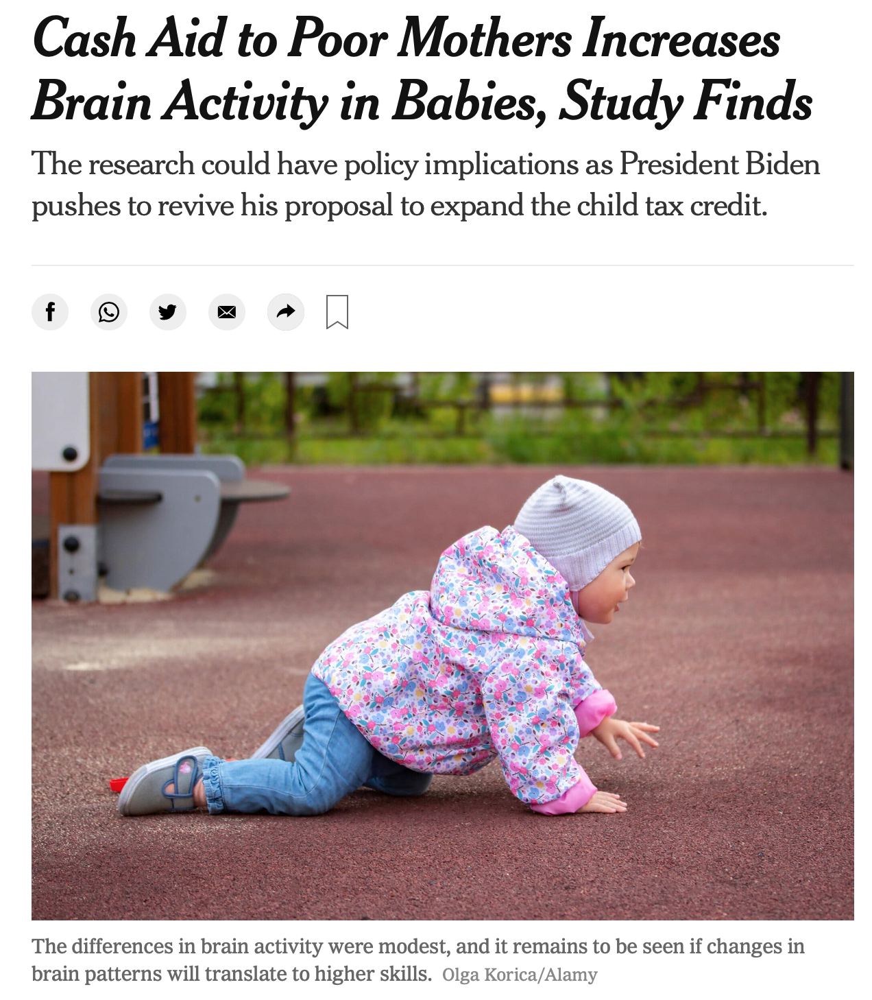 Cash Aid to Poor Mothers Increases
Brain Activity in Babies, Study Finds
The research could have policy implications as President Biden
pushes to revive his proposal to expand the child tax credit.
The differences in brain activity were modest, and it remains to be seen if changes in
brain patterns will translate to higher skills. Olga Korica/Alamy